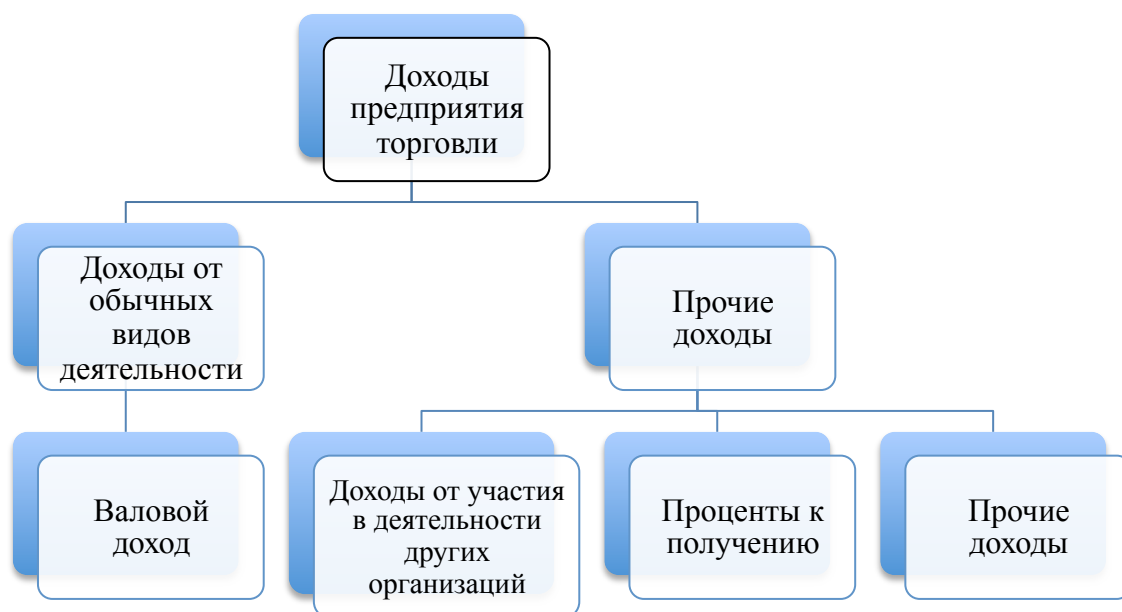 Доходы
предприятия
торговли
Доходы от
обычных
видов
деятельности
Прочие
доходы
Валовой
доход
Доходы от участия
в деятельности
других
организаций
Проценты к
получению
Прочие
доходы